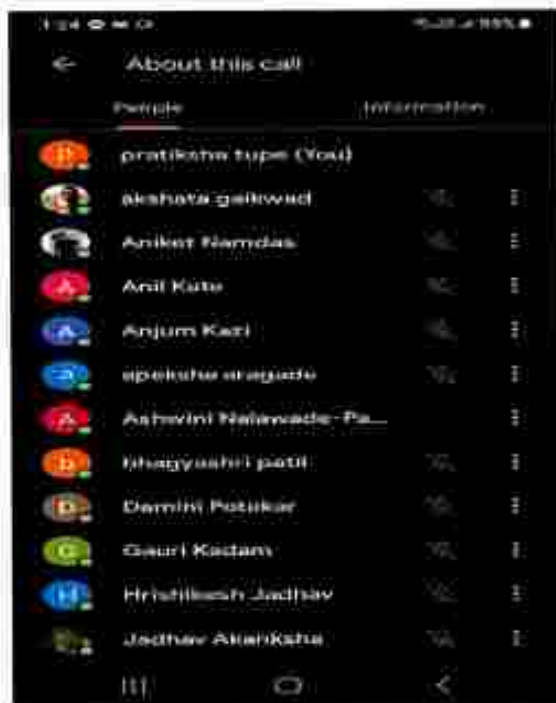 About this call
People Information
pratiksha tupe (You)
akshata gaikwad
Aniket Namdas
Anil Kute
A Anjum Kazi
a apeksha aragade
A Ashwini Nalawade-Pa...
b bhagyashri patil
D Damini Potukar
G Gauri Kadam
H Hrishikesh Jadhav
Jadhav Akanksha